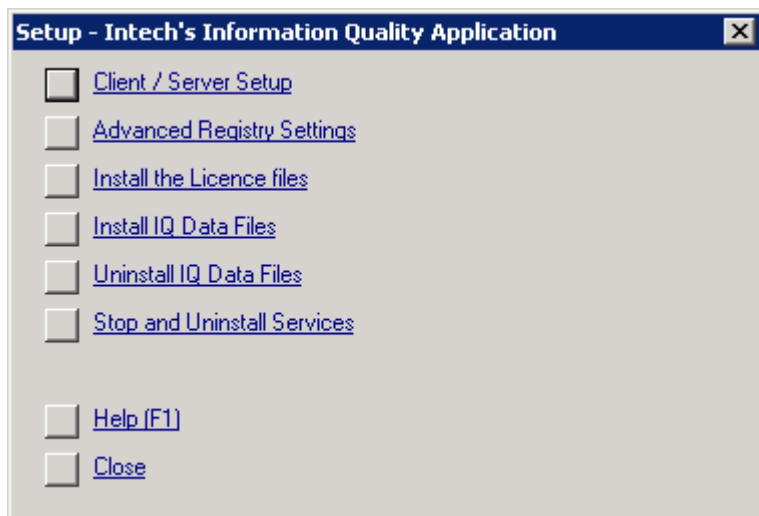 Setup - Intech's Information Quality Application
Client / Server Setup
Advanced Registry Settings
Install the Licence files
Install IQ Data Files
Uninstall IQ Data Files
Stop and Uninstall Services
Help (F1)
Close